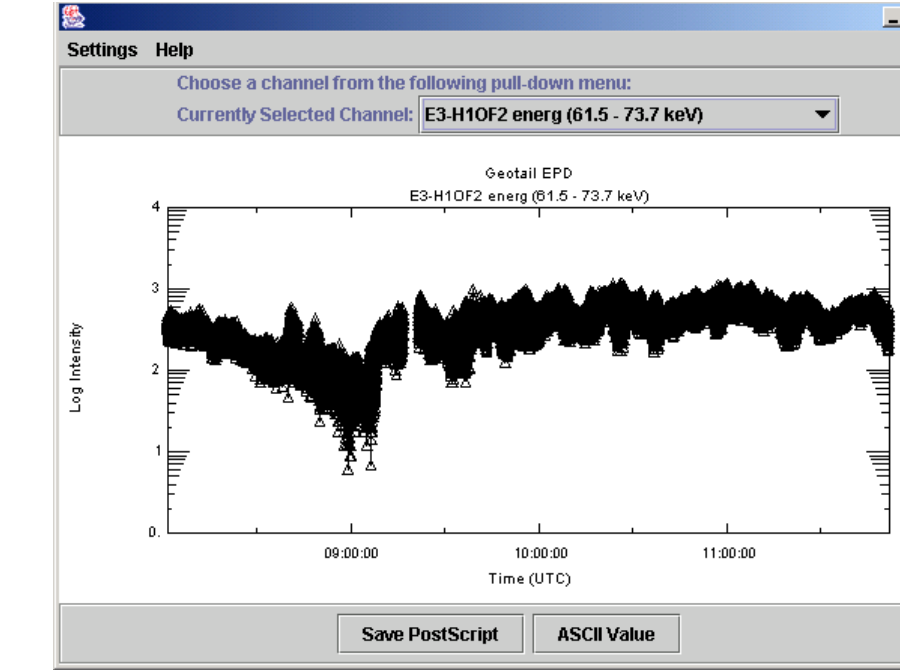 Settings Help
Choose a channel from the following pull-down menu:
Currently Selected Channel: E3-H1OF2 energ (61.5 - 73.7 keV)
Geotail EPD
E3-H1OF2 energ (61.5 - 73.7 keV)
4
3
2
1
0.
Log Intensity
09:00:00 10:00:00 11:00:00
Time (UTC)
Save PostScript ASCII Value